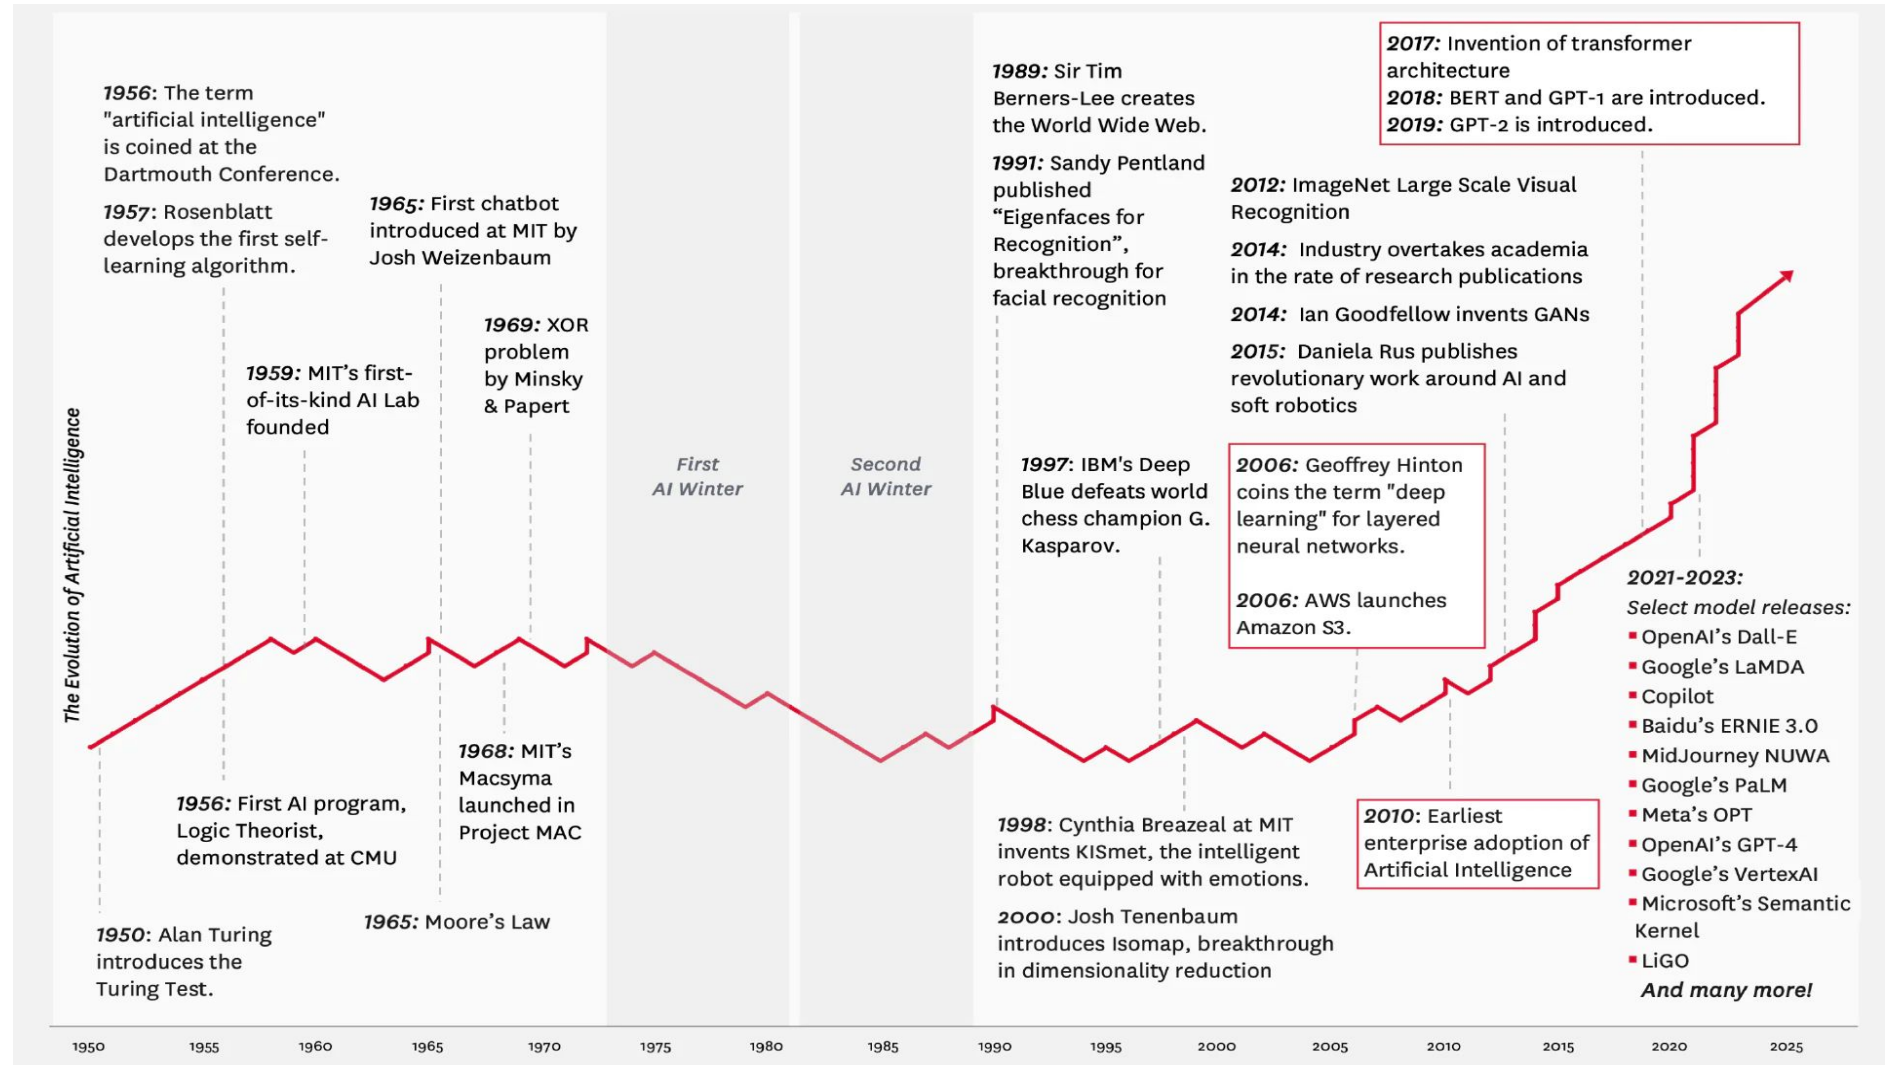 The Evolution of Artificial Intelligence
1956: The term
"artificial intelligence"
is coined at the
Dartmouth Conference.
1957: Rosenblatt
develops the first self-
learning algorithm.
1959: MIT’s first-
of-its-kind AI Lab
founded
1965: First chatbot
introduced at MIT by
Josh Weizenbaum
1969: XOR
problem
by Minsky
& Papert
1950: Alan Turing
introduces the
Turing Test.
1956: First AI program,
Logic Theorist,
demonstrated at CMU
1965: Moore’s Law
1968: MIT’s
Macsyma
launched in
Project MAC
First
AI Winter
Second
AI Winter
1989: Sir Tim
Berners-Lee creates
the World Wide Web.
1991: Sandy Pentland
published
“Eigenfaces for
Recognition”,
breakthrough for
facial recognition
1997: IBM's Deep
Blue defeats world
chess champion G.
Kasparov.
1998: Cynthia Breazeal at MIT
invents KISmet, the intelligent
robot equipped with emotions.
2000: Josh Tenenbaum
introduces Isomap, breakthrough
in dimensionality reduction
2012: ImageNet Large Scale Visual
Recognition
2014: Industry overtakes academia
in the rate of research publications
2014: Ian Goodfellow invents GANs
2015: Daniela Rus publishes
revolutionary work around AI and
soft robotics
2006: Geoffrey Hinton
coins the term "deep
learning" for layered
neural networks.
2006: AWS launches
Amazon S3.
2010: Earliest
enterprise adoption of
Artificial Intelligence
2017: Invention of transformer
architecture
2018: BERT and GPT-1 are introduced.
2019: GPT-2 is introduced.
2021-2023:
Select model releases:
OpenAI’s Dall-E
Google’s LaMDA
Copilot
Baidu’s ERNIE 3.0
MidJourney NUWA
Google’s PaLM
Meta’s OPT
OpenAI’s GPT-4
Google’s VertexAI
Microsoft’s Semantic
Kernel
LiGO
And many more!
1950 1955 1960 1965 1970 1975 1980 1985 1990 1995 2000 2005 2010 2015 2020 2025